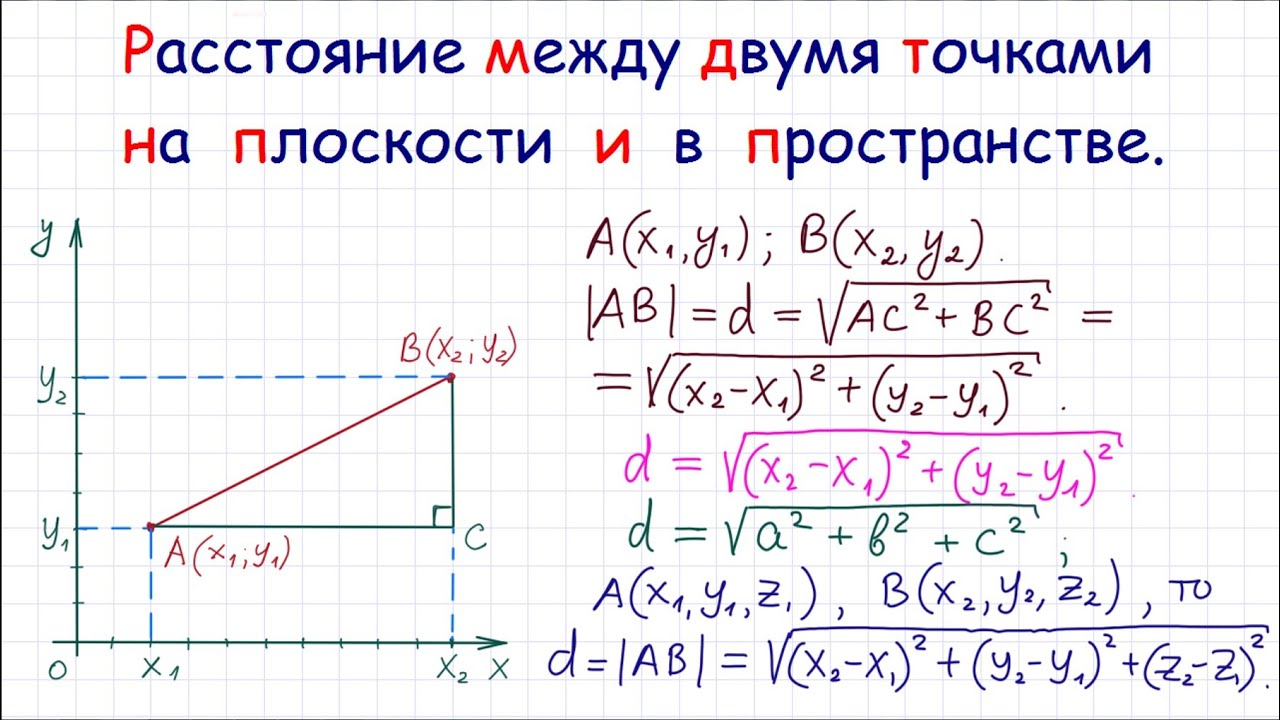 Расстояние между двумя точками
на плоскости и в пространстве.
y
A(x₁,y₁); B(x₂,y₂).
|AB| = d = √(AC² + BC²) =
B(x₂;y₂)
y₂
= √((x₂-x₁)² + (y₂-y₁)²).
d = √((x₂-x₁)² + (y₂-y₁)²).
y₁
A(x₁;y₁)
C
d = √(a² + в² + c²);
A(x₁,y₁,z₁), B(x₂,y₂,z₂), то
d = |AB| = √((x₂-x₁)² + (y₂-y₁)² + (z₂-z₁)²).
0 x₁ x₂ x